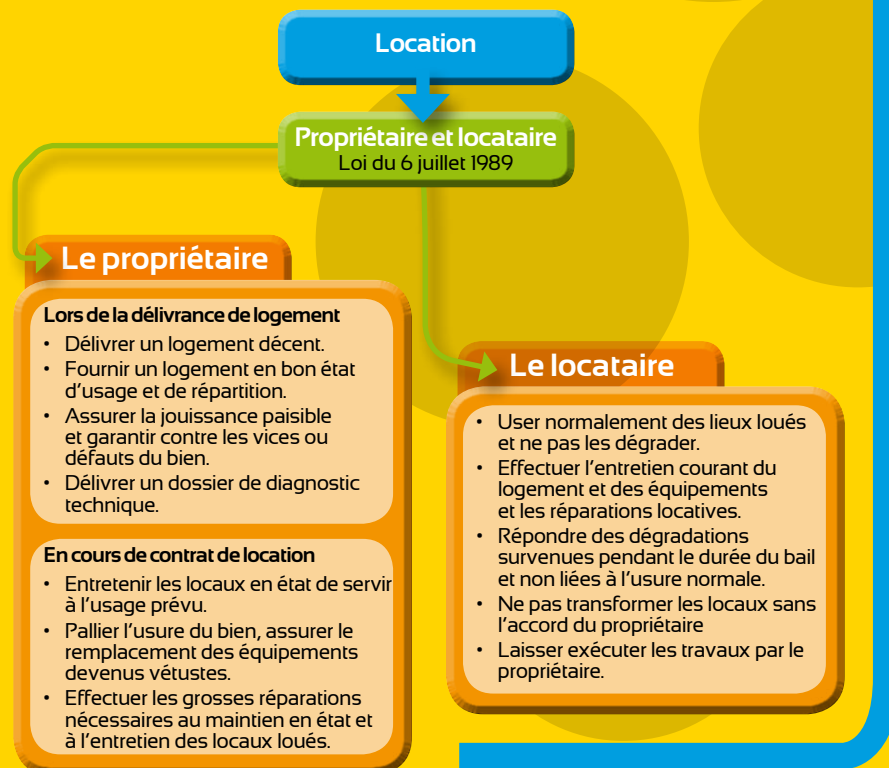 Location
Propriétaire et locataire
Loi du 6 juillet 1989
Le propriétaire
Lors de la délivrance de logement
• Délivrer un logement décent.
• Fournir un logement en bon état
d'usage et de répartition.
• Assurer la jouissance paisible
et garantir contre les vices ou
défauts du bien.
• Délivrer un dossier de diagnostic
technique.
En cours de contrat de location
• Entretenir les locaux en état de servir
à l'usage prévu.
• Pallier l'usure du bien, assurer le
remplacement des équipements
devenus vétustes.
• Effectuer les grosses réparations
nécessaires au maintien en état et
à l'entretien des locaux loués.
Le locataire
• User normalement des lieux loués
et ne pas les dégrader.
• Effectuer l'entretien courant du
logement et des équipements
et les réparations locatives.
• Répondre des dégradations
survenues pendant le durée du bail
et non liées à l'usure normale.
• Ne pas transformer les locaux sans
l'accord du propriétaire
• Laisser exécuter les travaux par le
propriétaire.